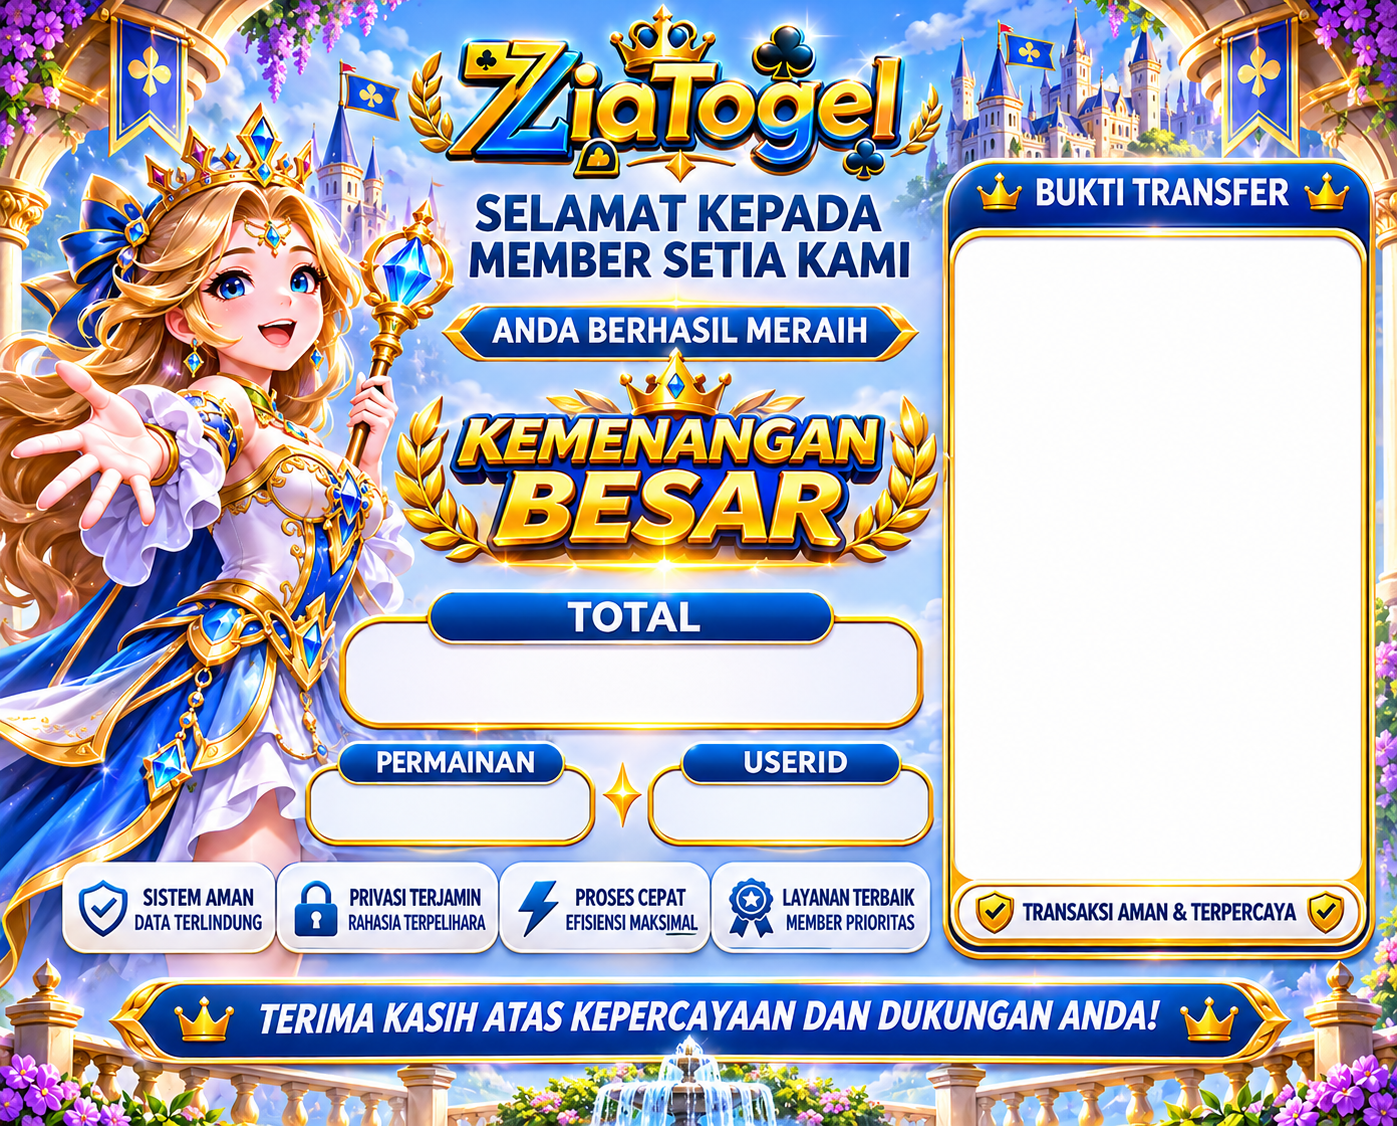 ZiaTogel
SELAMAT KEPADA
MEMBER SETIA KAMI
ANDA BERHASIL MERAIH
KEMENANGAN
BESAR
TOTAL
PERMAINAN
USERID
BUKTI TRANSFER
TRANSAKSI AMAN & TERPERCAYA
SISTEM AMAN
DATA TERLINDUNG
PRIVASI TERJAMIN
RAHASIA TERPELIHARA
PROSES CEPAT
EFISIENSI MAKSIMAL
LAYANAN TERBAIK
MEMBER PRIORITAS
TERIMA KASIH ATAS KEPERCAYAAN DAN DUKUNGAN ANDA!